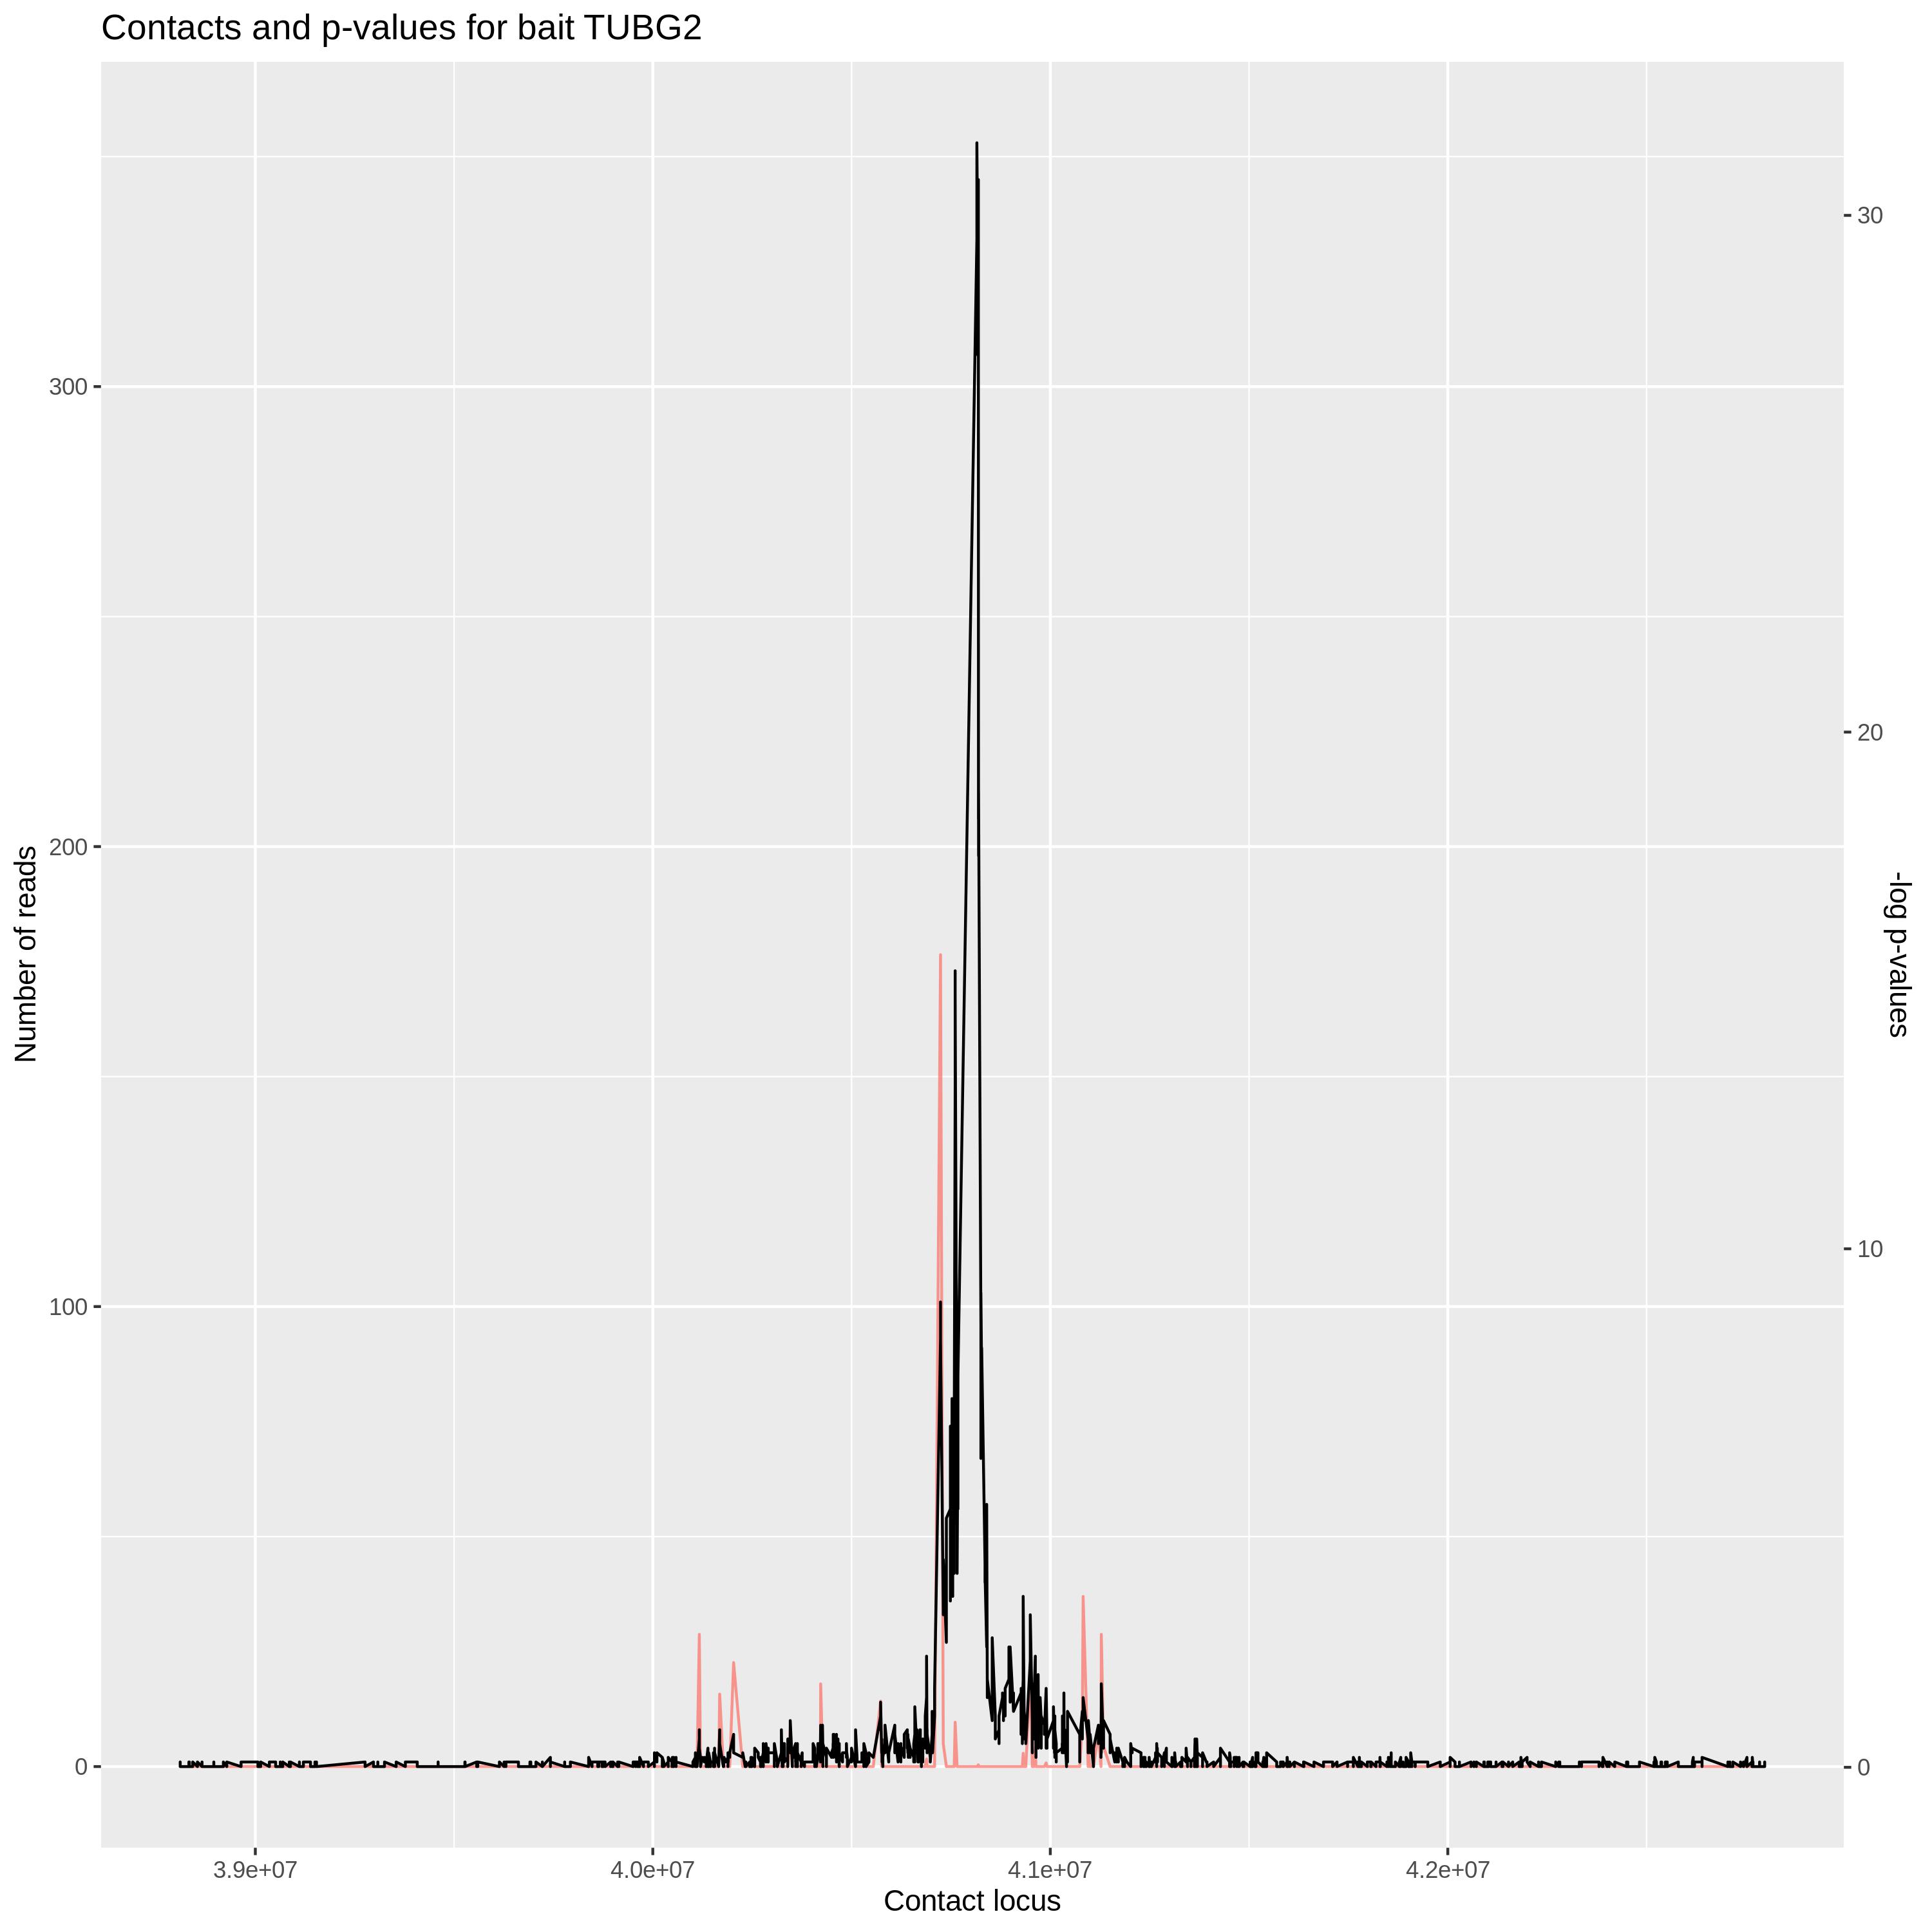 Contacts and p-values for bait TUBG2
300
200
100
0
30
20
10
0
Number of reads
-log p-values
3.9e+07
4.0e+07
4.1e+07
4.2e+07
Contact locus